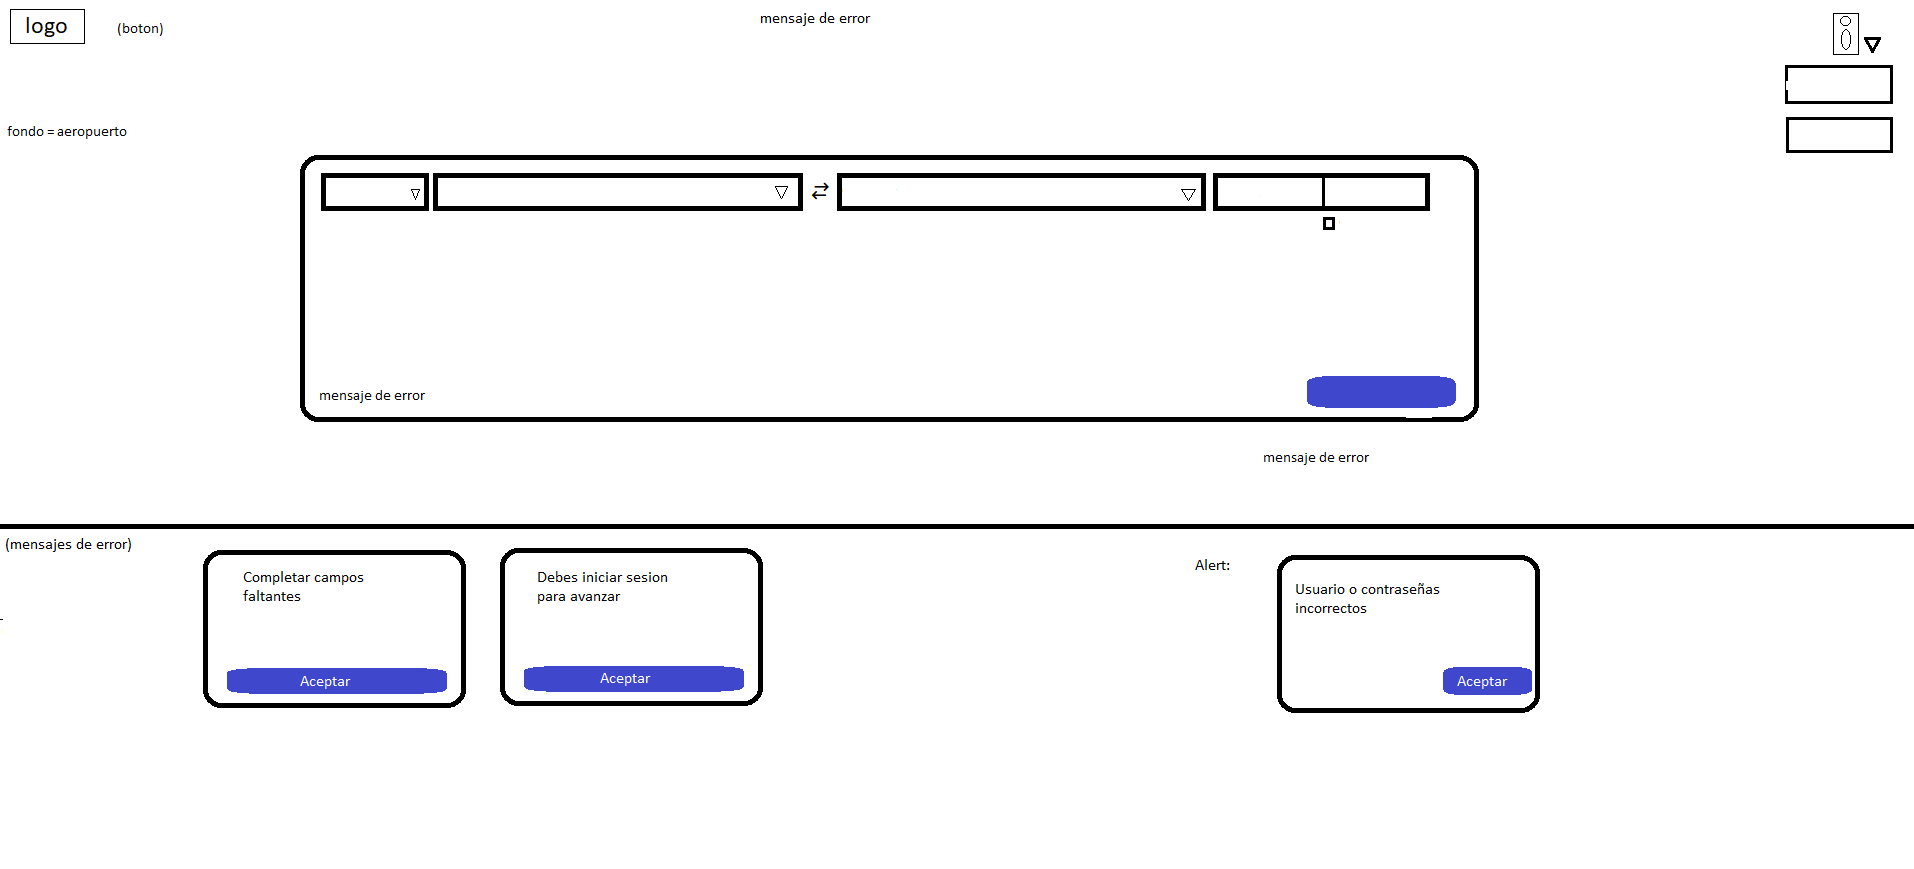 logo
(boton)
mensaje de error
fondo = aeropuerto
mensaje de error
mensaje de error
(mensajes de error)
Completar campos
faltantes
Aceptar
Debes iniciar sesion
para avanzar
Aceptar
Alert:
Usuario o contraseñas
incorrectos
Aceptar